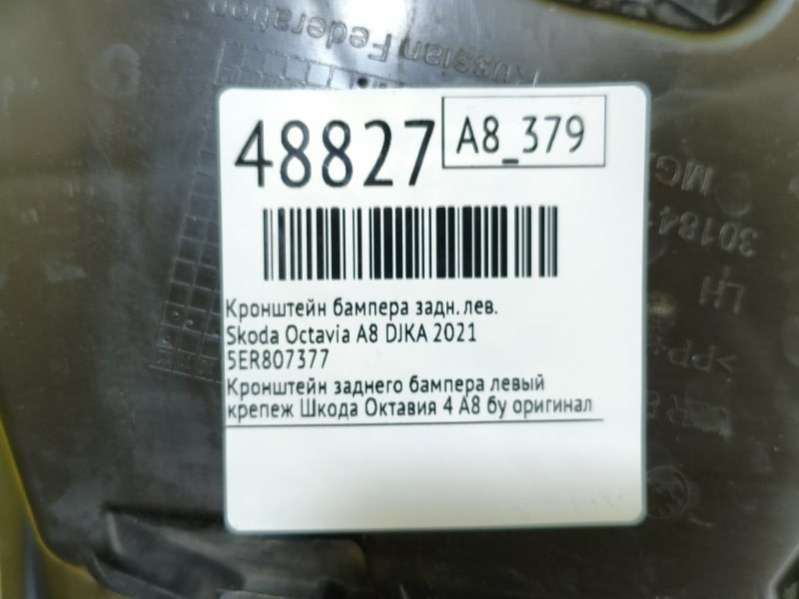 Russian Federation
48827
A8_379
Кронштейн бампера задн. лев.
Skoda Octavia A8 DJKA 2021
5ER807377
Кронштейн заднего бампера левый
крепеж Шкода Октавия 4 А8 бу оригинал
LH